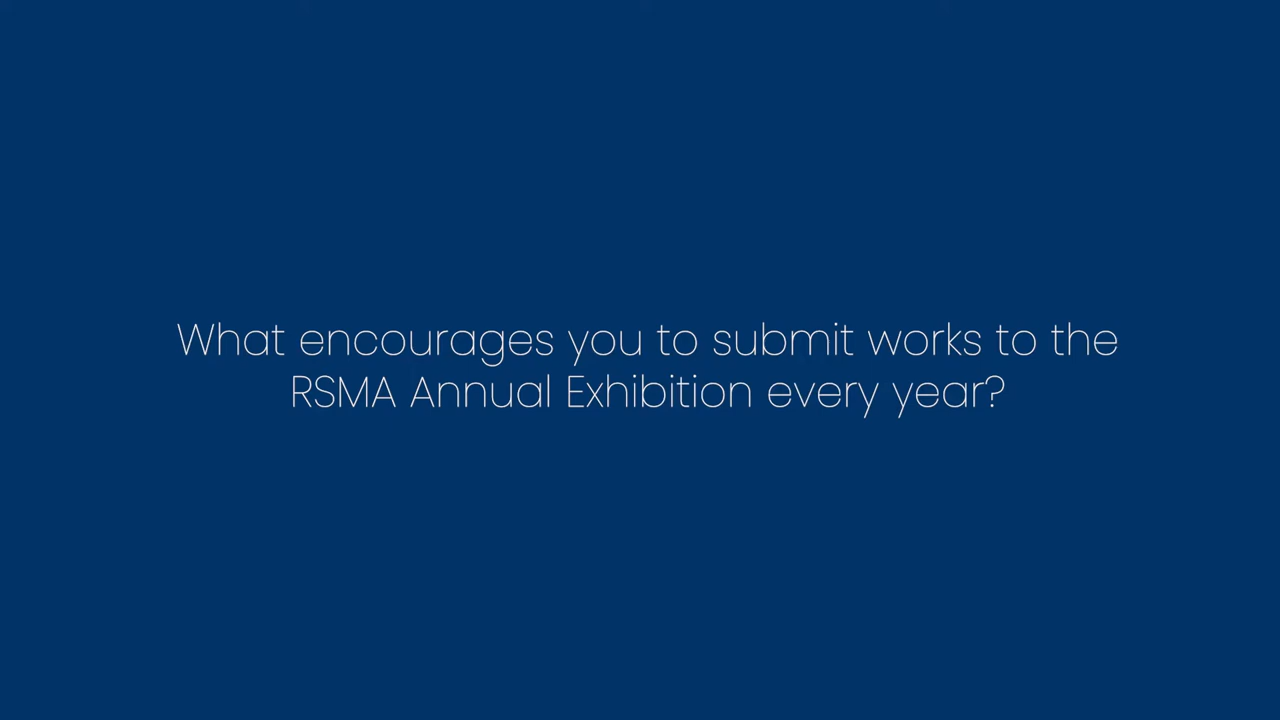 What encourages you to submit works to the
RSMA Annual Exhibition every year?